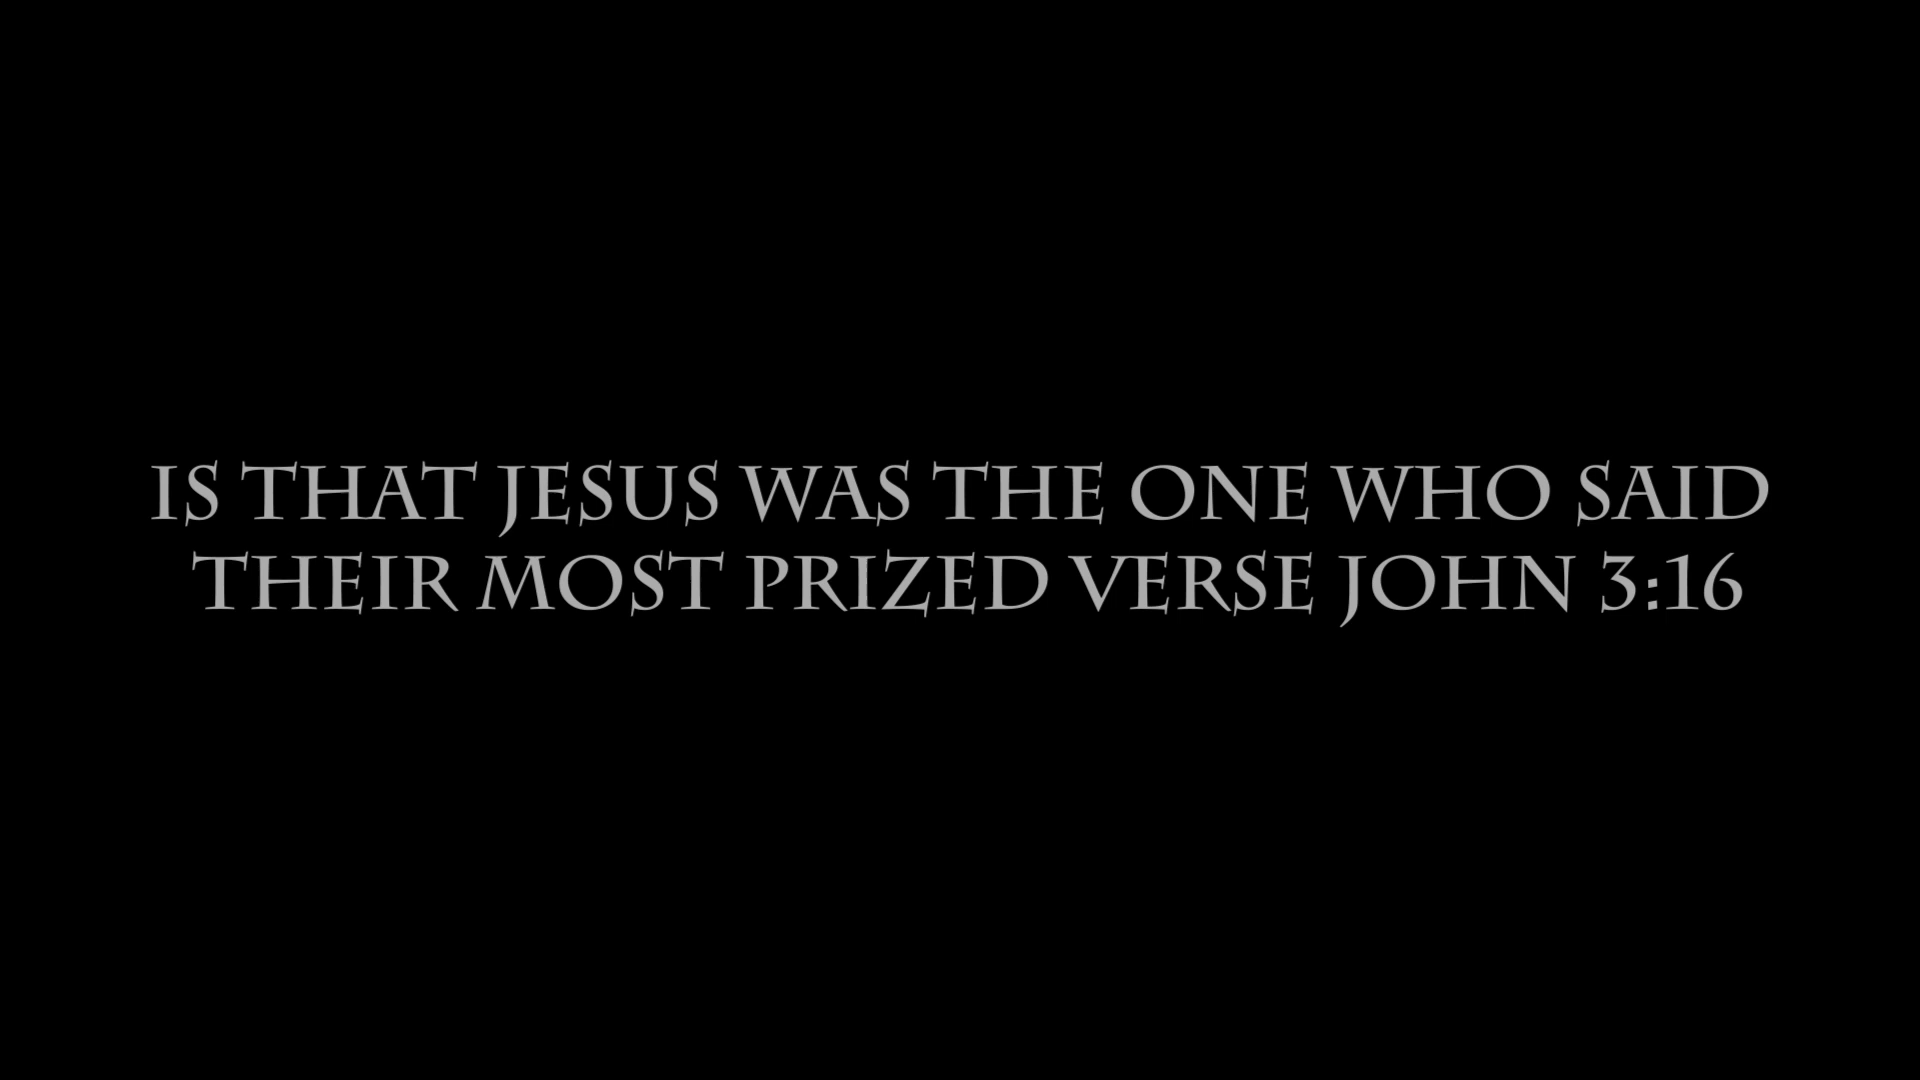 IS THAT JESUS WAS THE ONE WHO SAID
THEIR MOST PRIZED VERSE JOHN 3:16